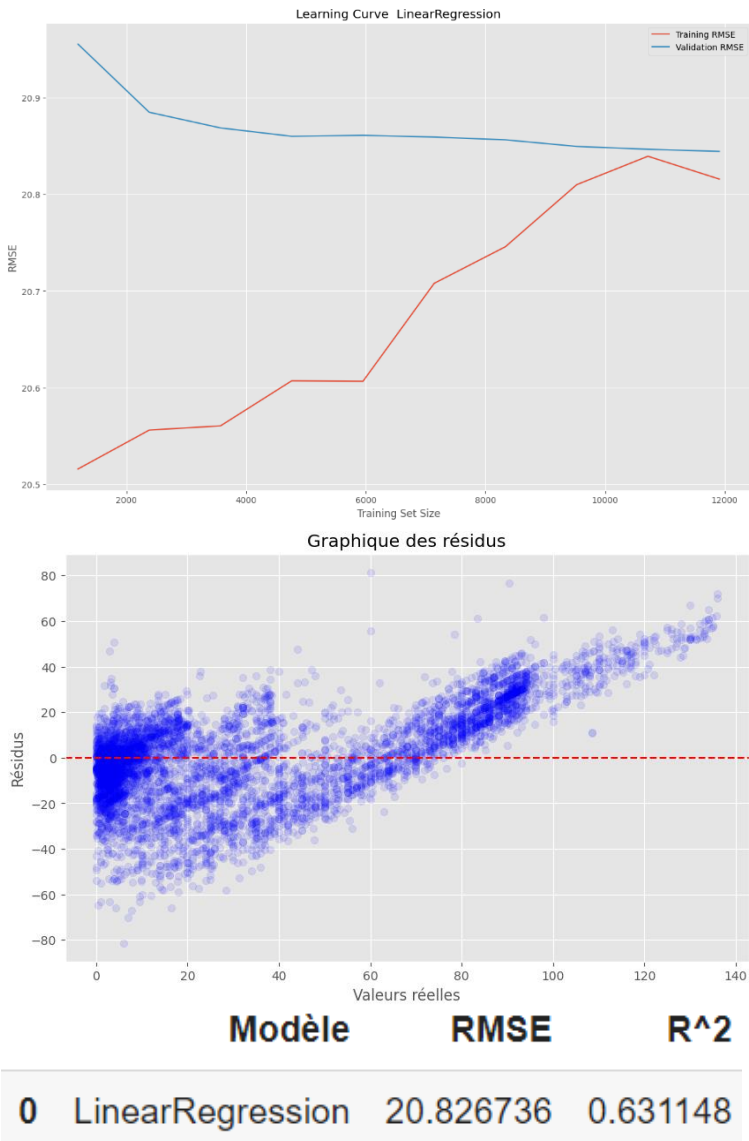 Learning Curve LinearRegression
Training RMSE
Validation RMSE
20.9
20.8
20.7
20.6
20.5
RMSE
2000 4000 6000 8000 10000 12000
Training Set Size
Graphique des résidus
80
60
40
20
0
−20
−40
−60
−80
Résidus
0 20 40 60 80 100 120 140
Valeurs réelles
Modèle RMSE R^2
0 LinearRegression 20.826736 0.631148